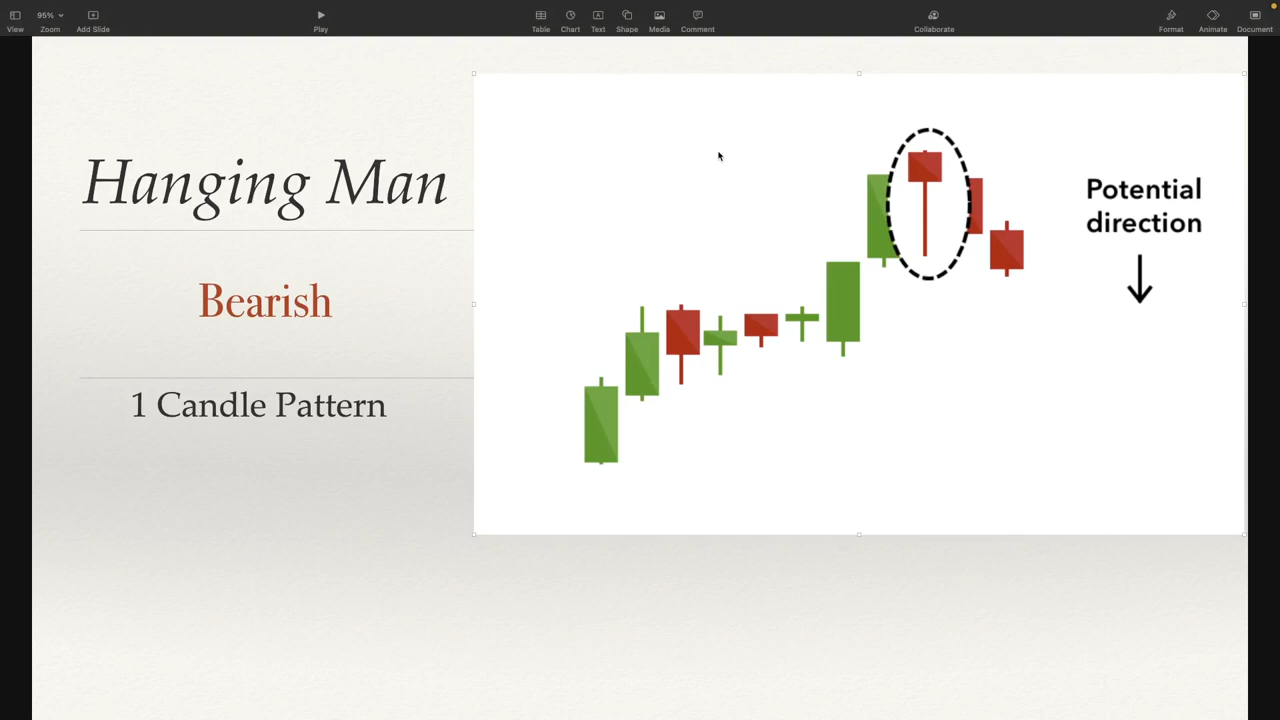 View
95%
Zoom
Add Slide
Play
Table
Chart
Text
Shape
Media
Comment
Collaborate
Format
Animate
Document
Hanging Man
Bearish
1 Candle Pattern
Potential
direction